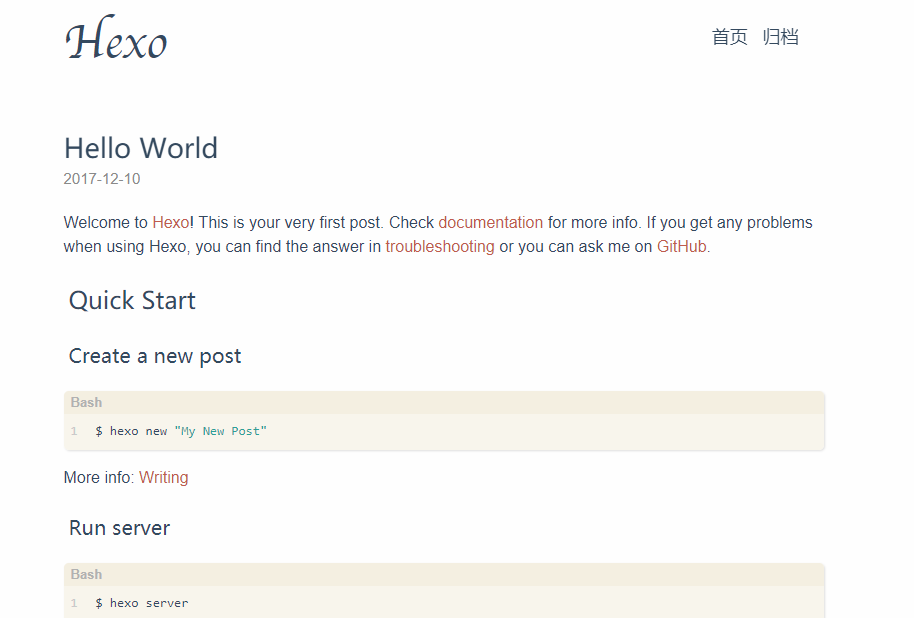 Hexo
首页 归档
Hello World
2017-12-10
Welcome to Hexo! This is your very first post. Check documentation for more info. If you get any problems
when using Hexo, you can find the answer in troubleshooting or you can ask me on GitHub.
Quick Start
Create a new post
Bash
1 $ hexo new "My New Post"
More info: Writing
Run server
Bash
1 $ hexo server